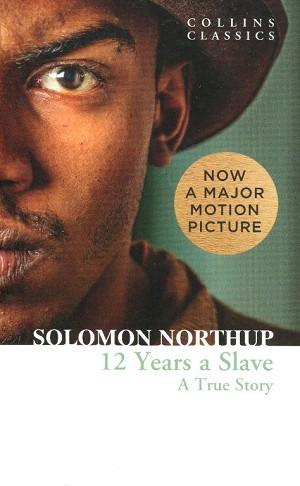 COLLINS
CLASSICS
NOW
A MAJOR
MOTION
PICTURE
SOLOMON NORTHUP
12 Years a Slave
A True Story